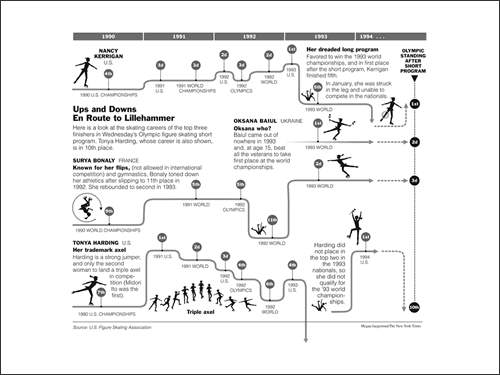 1990 1991 1992 1993 1994 . . .
NANCY
KERRIGAN
U.S.
4th
1990 U.S. CHAMPIONSHIPS
3d
1991
U.S.
3d
1991 WORLD
CHAMPIONSHIPS
2d
1992
U.S.
3d
1992
OLYMPICS
2d
1992
WORLD
1st
1993
U.S.
Her dreaded long program
Favored to win the 1993 world
championships, and in first place
after the short program, Kerrigan
finished fifth.
5th
1993 WORLD
In January, she was struck
in the leg and unable to
compete in the nationals.
OLYMPIC
STANDING
AFTER
SHORT
PROGRAM
1st
Ups and Downs
En Route to Lillehammer
Here is a look at the skating careers of the top three
finishers in Wednesday's Olympic figure skating short
program. Tonya Harding, whose career is also shown,
is in 10th place.
OKSANA BAIUL UKRAINE
Oksana who?
Baiul came out
of nowhere in 1993
and, at age 15, beat
all the veterans to take
first place at the world
championships.
1st
1993 WORLD
2d
SURYA BONALY FRANCE
Known for her flips, (not allowed in international
competition) and gymnastics, Bonaly toned down
her athletics after slipping to 11th place in
1992. She rebounded to second in 1993.
9th
1990 WORLD CHAMPIONSHIPS
5th
1991 WORLD
5th
1992
OLYMPICS
11th
1992 WORLD
2d
1993 WORLD
3d
TONYA HARDING U.S.
Her trademark axel
Harding is a strong jumper,
and only the second
woman to land a triple axel
in compe-
tition (Midori
Ito was the
first).
7th
1990 U.S. CHAMPIONSHIPS
1st
1991 U.S.
2d
1991 WORLD
3d
1992
U.S.
4th
1992
OLYMPICS
6th
1992
WORLD
4th
1993
U.S.
Triple axel
Harding did
not place in
the top two in
the 1993
nationals, so
she did not
qualify for
the '93 world
champion-
ships.
1st
1994
U.S.
10th
Source: U.S. Figure Skating Association
Megan Jaegerman/The New York Times